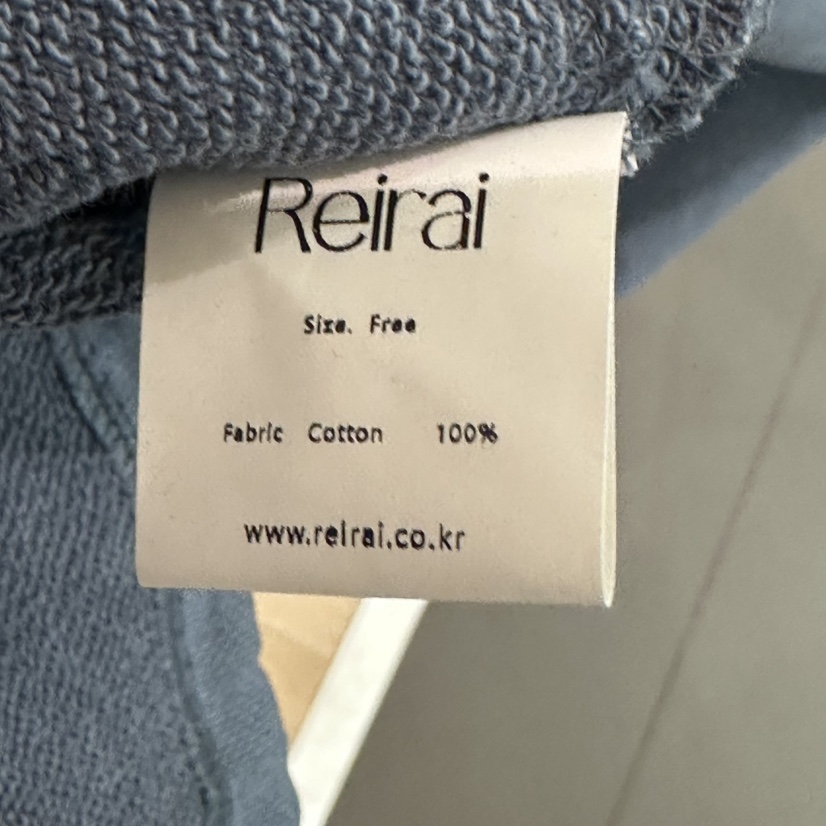 Reirai
Size. Free
Fabric Cotton 100%
www.reirai.co.kr